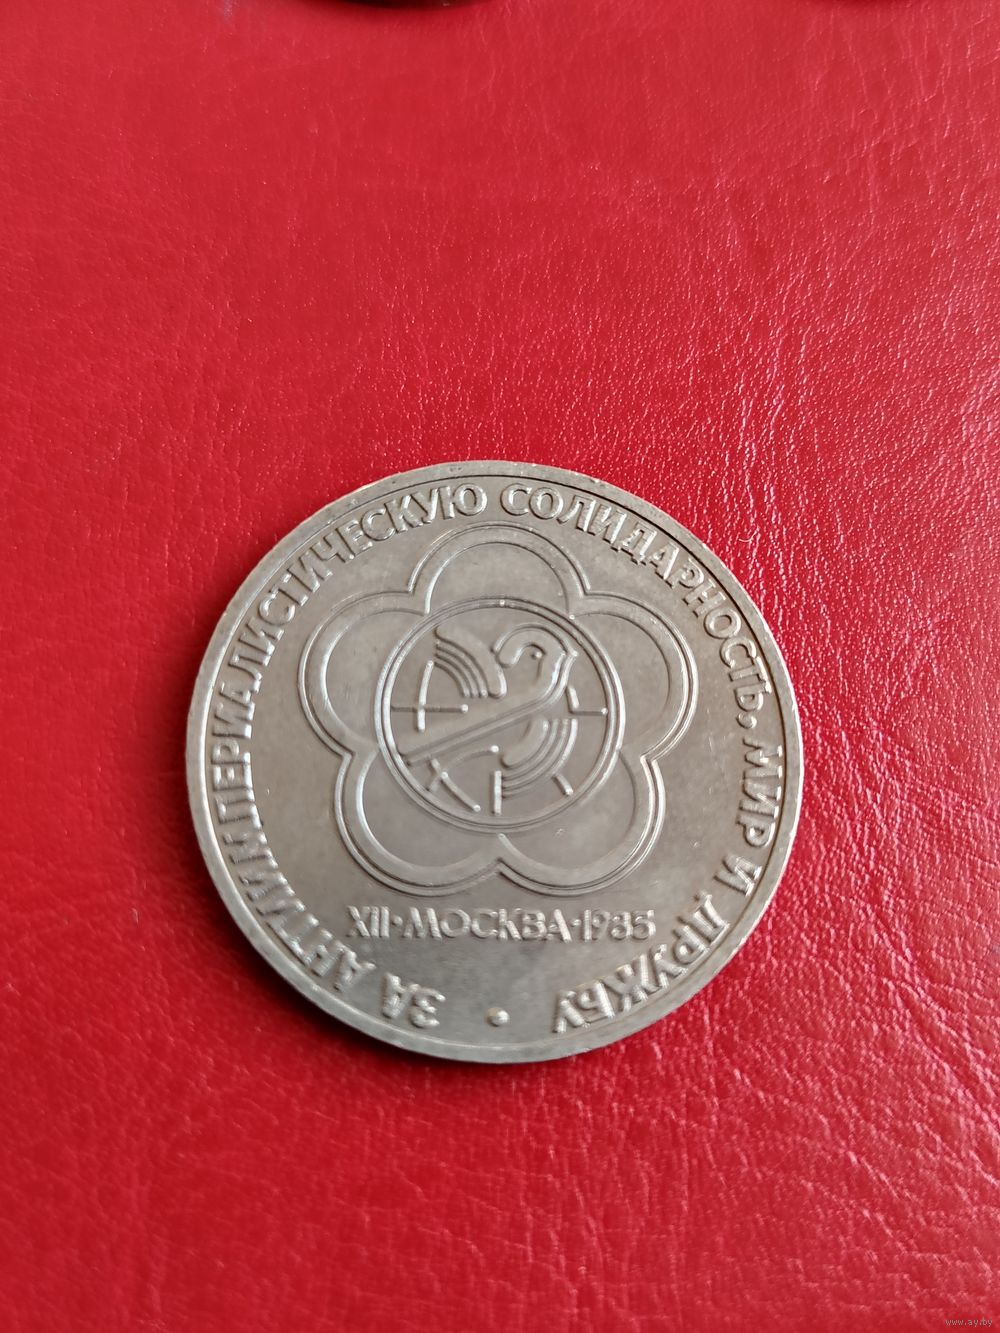 ЗА АНТИИМПЕРИАЛИСТИЧЕСКУЮ СОЛИДАРНОСТЬ, МИР И ДРУЖБУ •
XII•МОСКВА•1985
www.ay.by